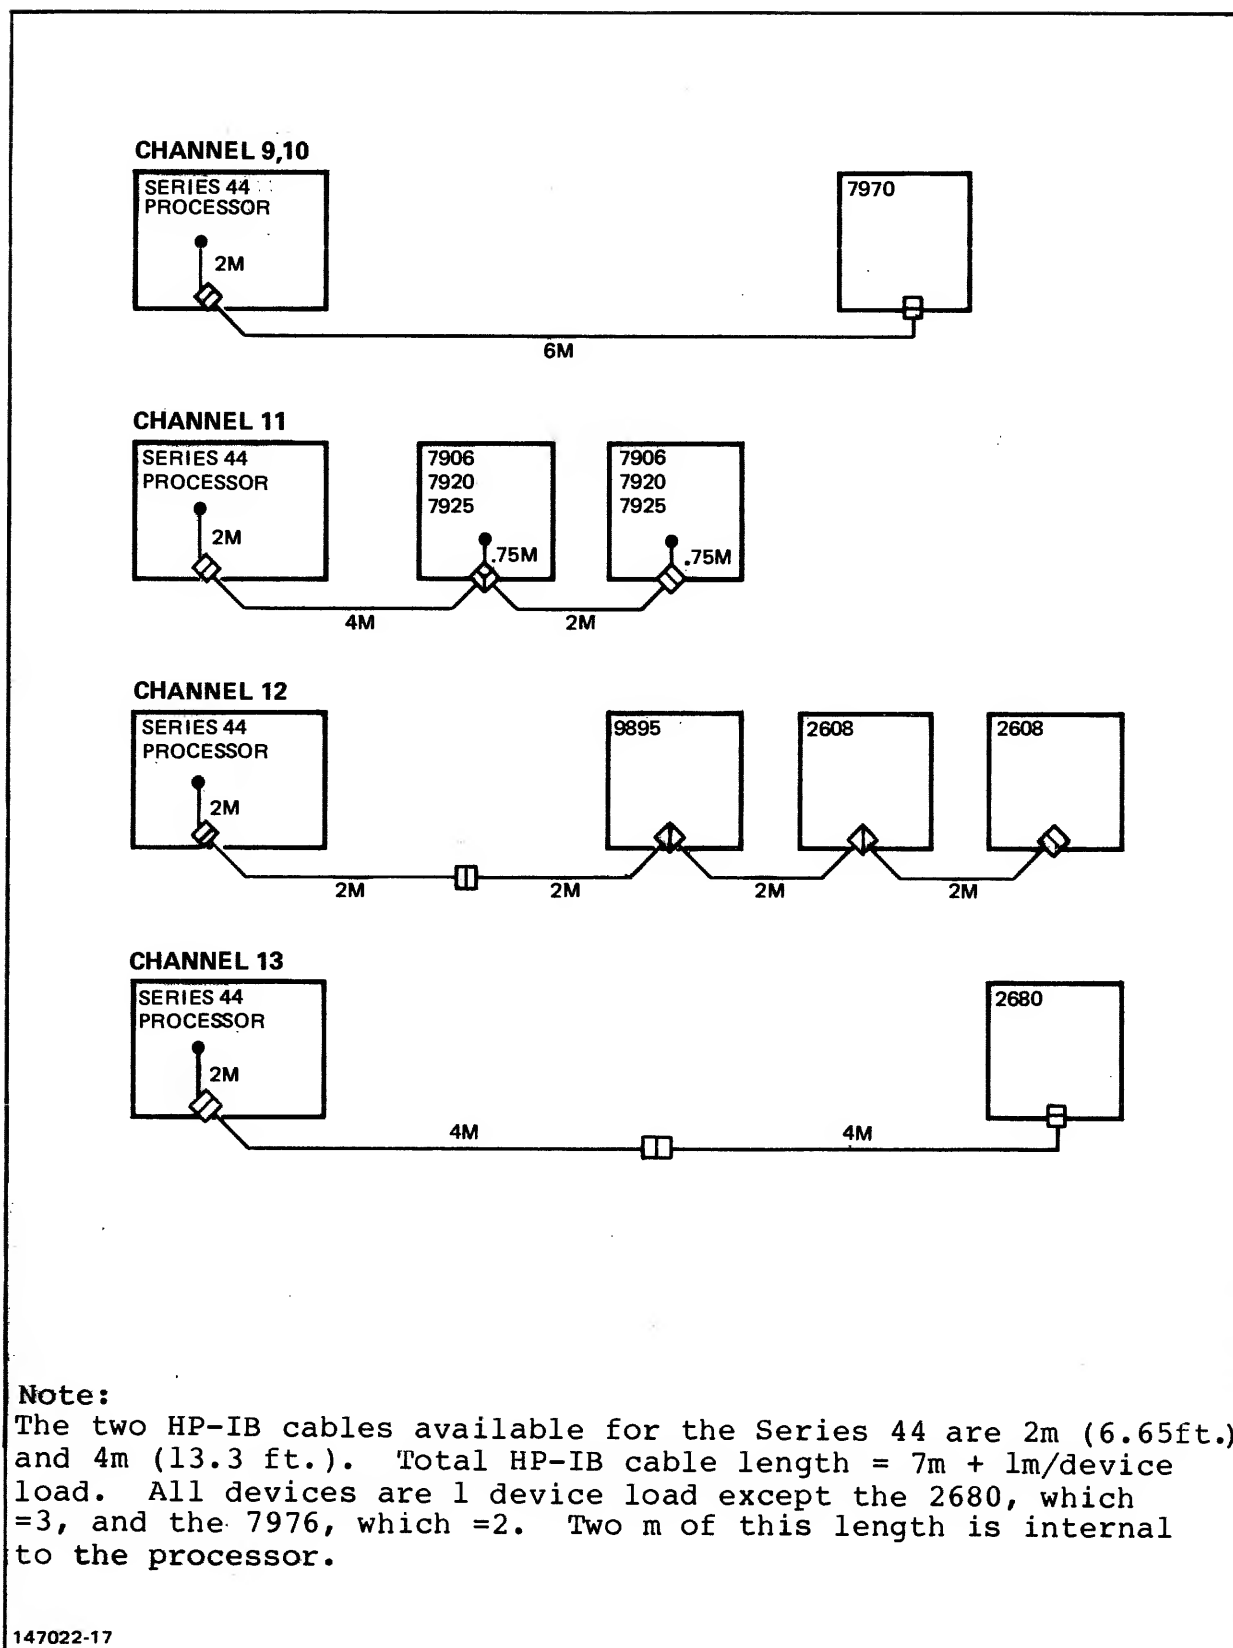 CHANNEL 9,10
SERIES 44
PROCESSOR
2M
7970
6M
CHANNEL 11
SERIES 44
PROCESSOR
2M
7906
7920
7925
.75M
7906
7920
7925
.75M
4M
2M
CHANNEL 12
SERIES 44
PROCESSOR
2M
9895
2608
2608
2M
2M
2M
2M
CHANNEL 13
SERIES 44
PROCESSOR
2M
2680
4M
4M
Note:
The two HP-IB cables available for the Series 44 are 2m (6.65ft.)
and 4m (13.3 ft.). Total HP-IB cable length = 7m + 1m/device
load. All devices are 1 device load except the 2680, which
=3, and the 7976, which =2. Two m of this length is internal
to the processor.
147022-17